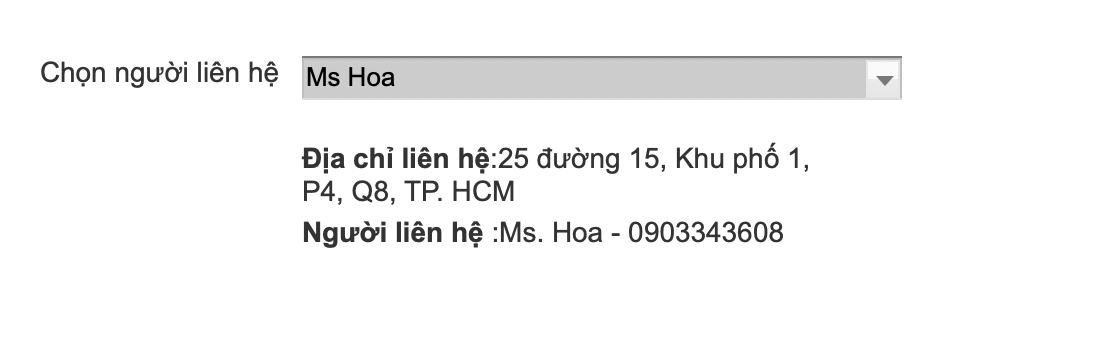 Chọn người liên hệ Ms Hoa
Địa chỉ liên hệ:25 đường 15, Khu phố 1,
P4, Q8, TP. HCM
Người liên hệ :Ms. Hoa - 0903343608